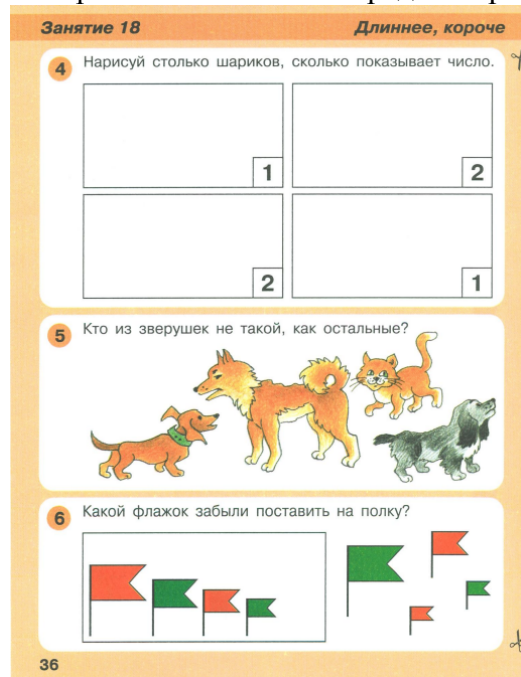 Занятие 18
Длиннее, короче
4
Нарисуй столько шариков, сколько показывает число.
1
2
2
1
5
Кто из зверушек не такой, как остальные?
6
Какой флажок забыли поставить на полку?
36